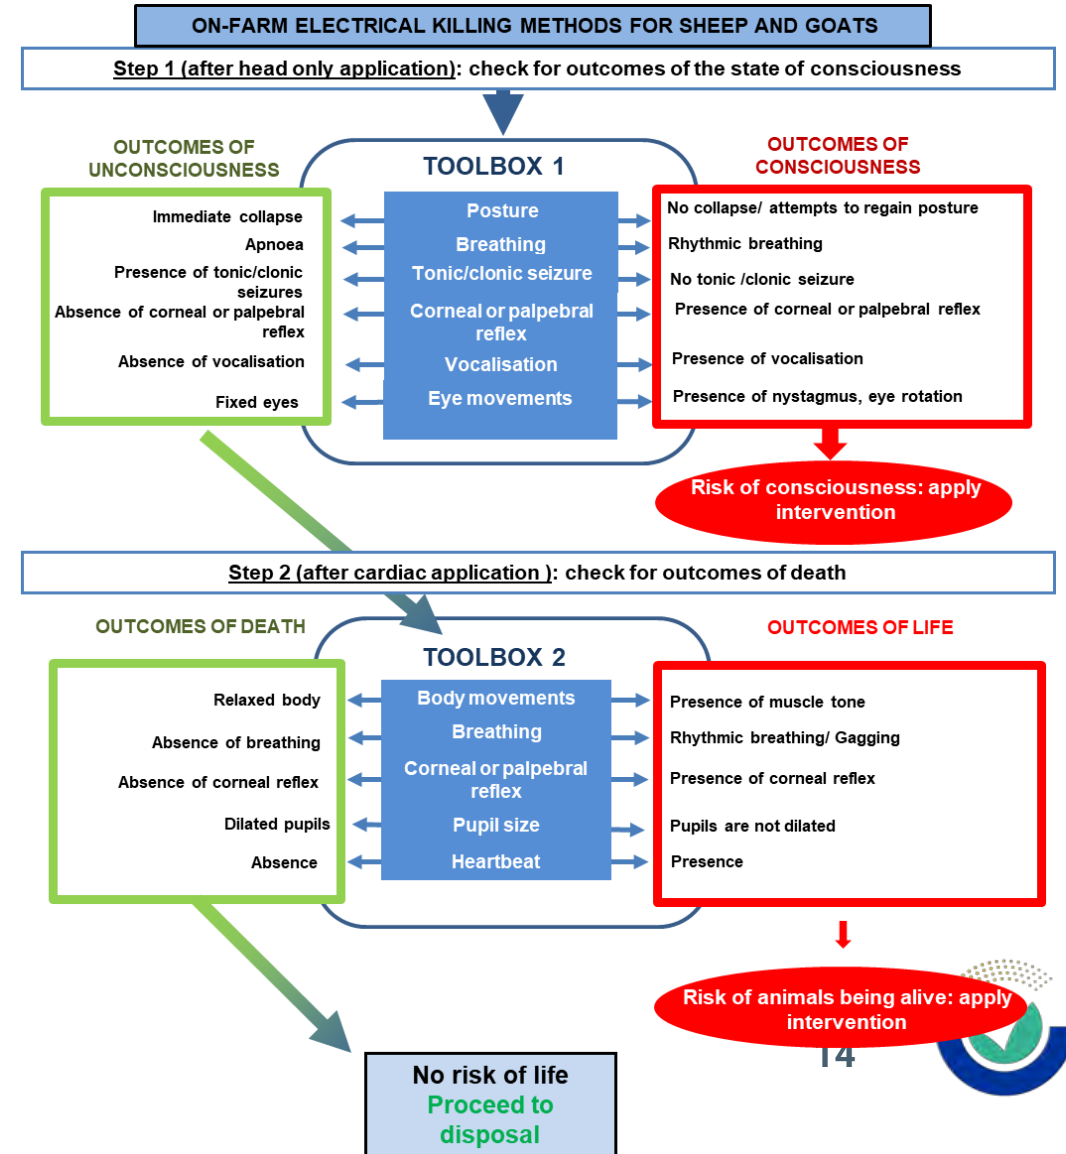 ON-FARM ELECTRICAL KILLING METHODS FOR SHEEP AND GOATS
Step 1 (after head only application): check for outcomes of the state of consciousness
OUTCOMES OF
UNCONSCIOUSNESS
TOOLBOX 1
OUTCOMES OF
CONSCIOUSNESS
Immediate collapse
Posture
No collapse/ attempts to regain posture
Apnoea
Breathing
Rhythmic breathing
Presence of tonic/clonic
seizures
Tonic/clonic seizure
No tonic /clonic seizure
Absence of corneal or palpebral
reflex
Corneal or palpebral
reflex
Presence of corneal or palpebral reflex
Absence of vocalisation
Vocalisation
Presence of vocalisation
Fixed eyes
Eye movements
Presence of nystagmus, eye rotation
Risk of consciousness: apply
intervention
Step 2 (after cardiac application ): check for outcomes of death
OUTCOMES OF DEATH
TOOLBOX 2
OUTCOMES OF LIFE
Relaxed body
Body movements
Presence of muscle tone
Absence of breathing
Breathing
Rhythmic breathing/ Gagging
Absence of corneal reflex
Corneal or palpebral
reflex
Presence of corneal reflex
Dilated pupils
Pupil size
Pupils are not dilated
Absence
Heartbeat
Presence
Risk of animals being alive: apply
intervention
14
No risk of life
Proceed to
disposal